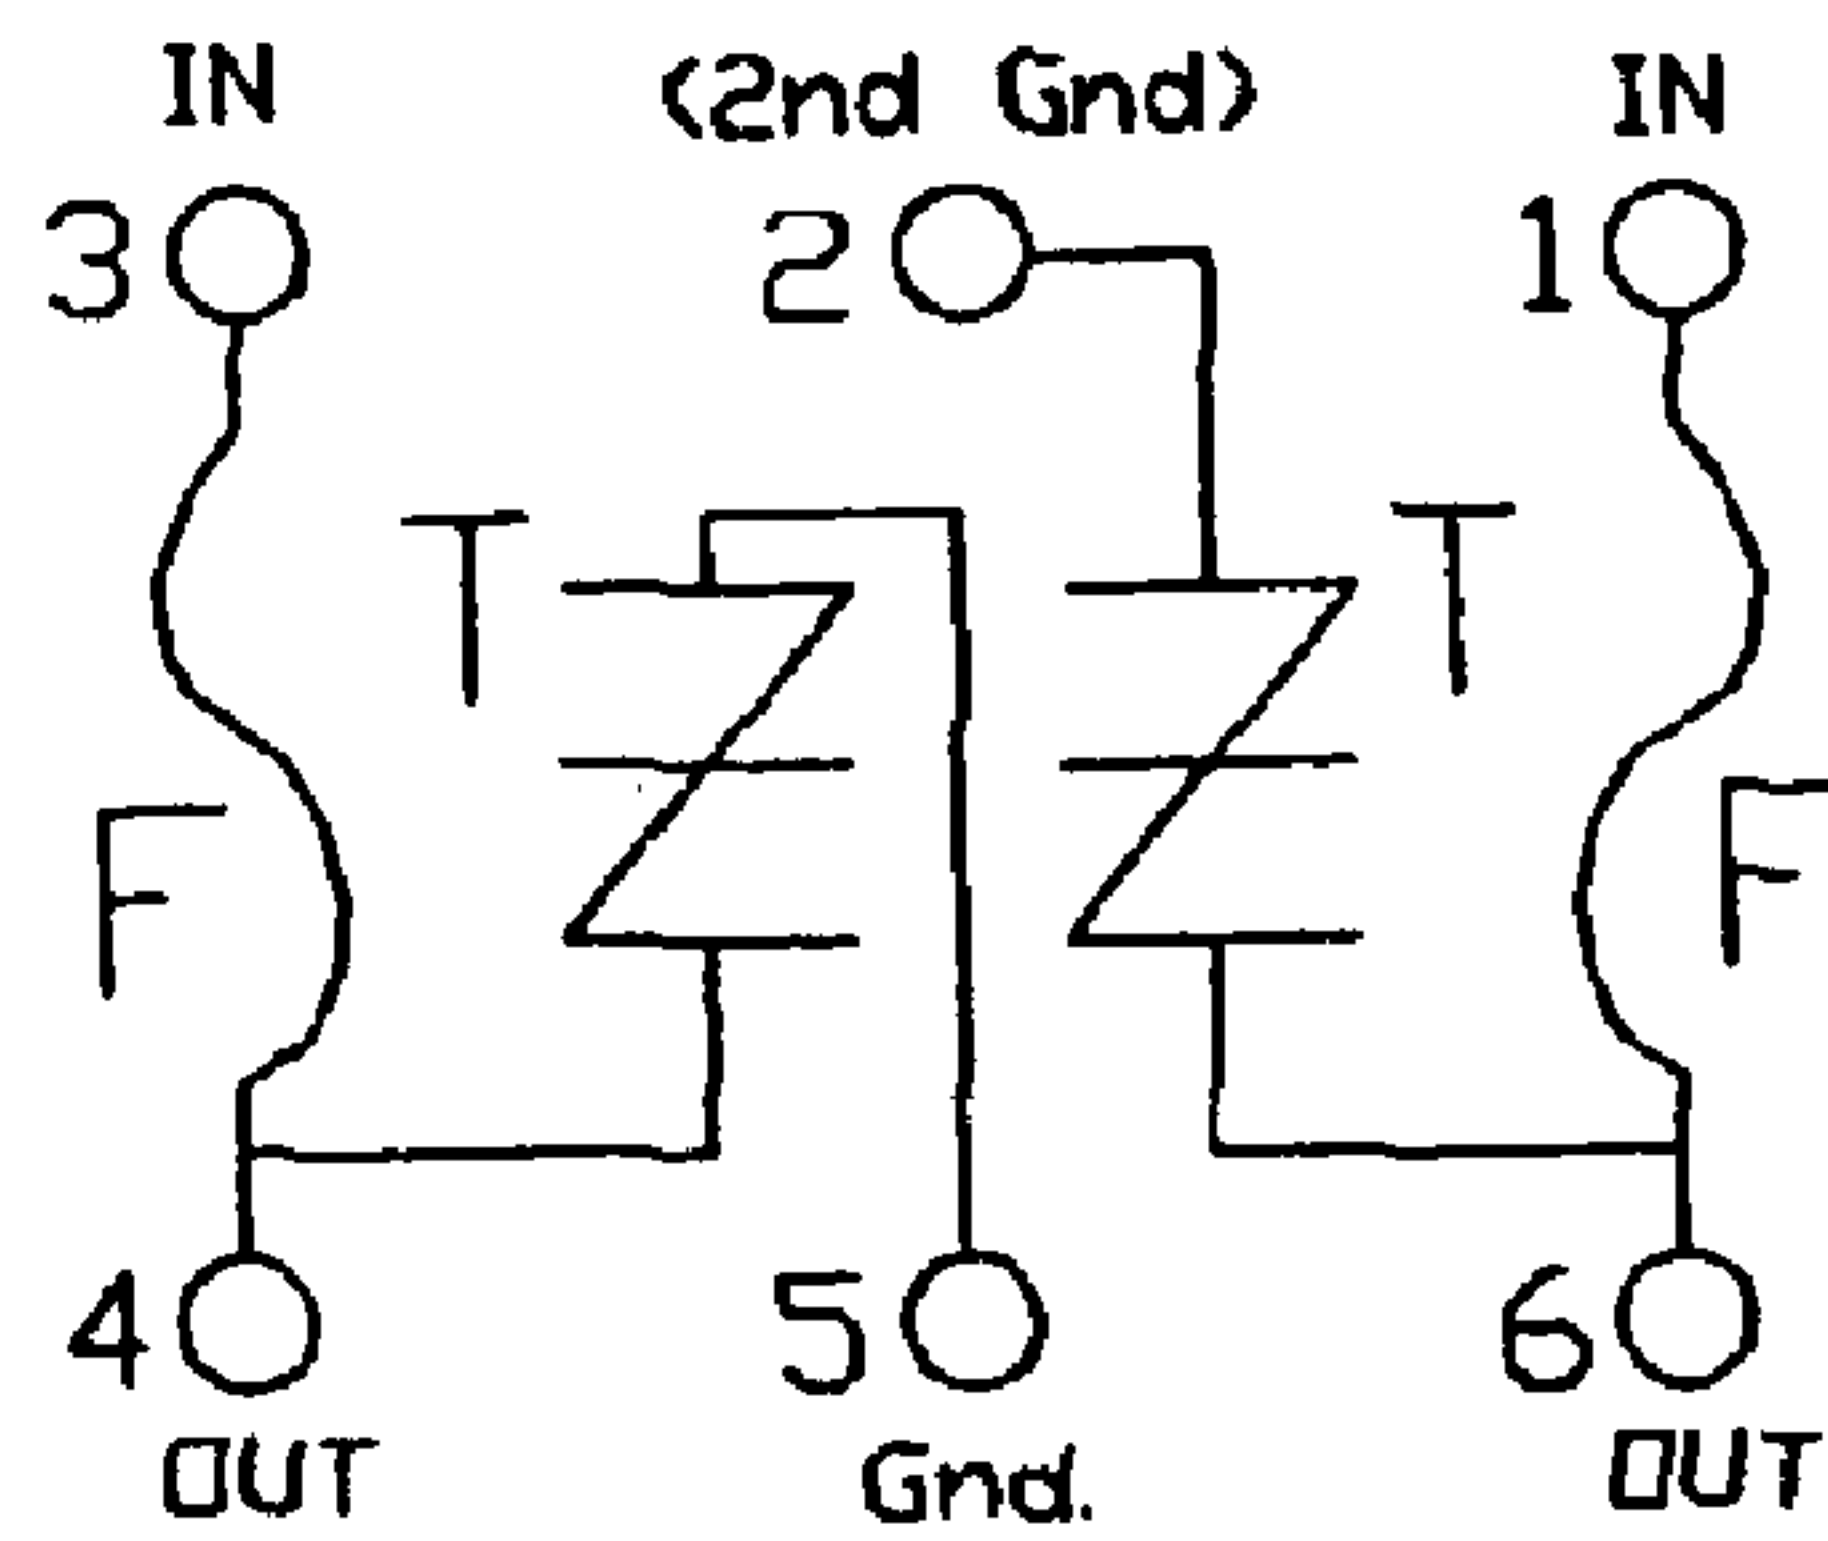 IN (2nd Gnd) IN
3 2 1
T T
F F
4 5 6
OUT Gnd. OUT